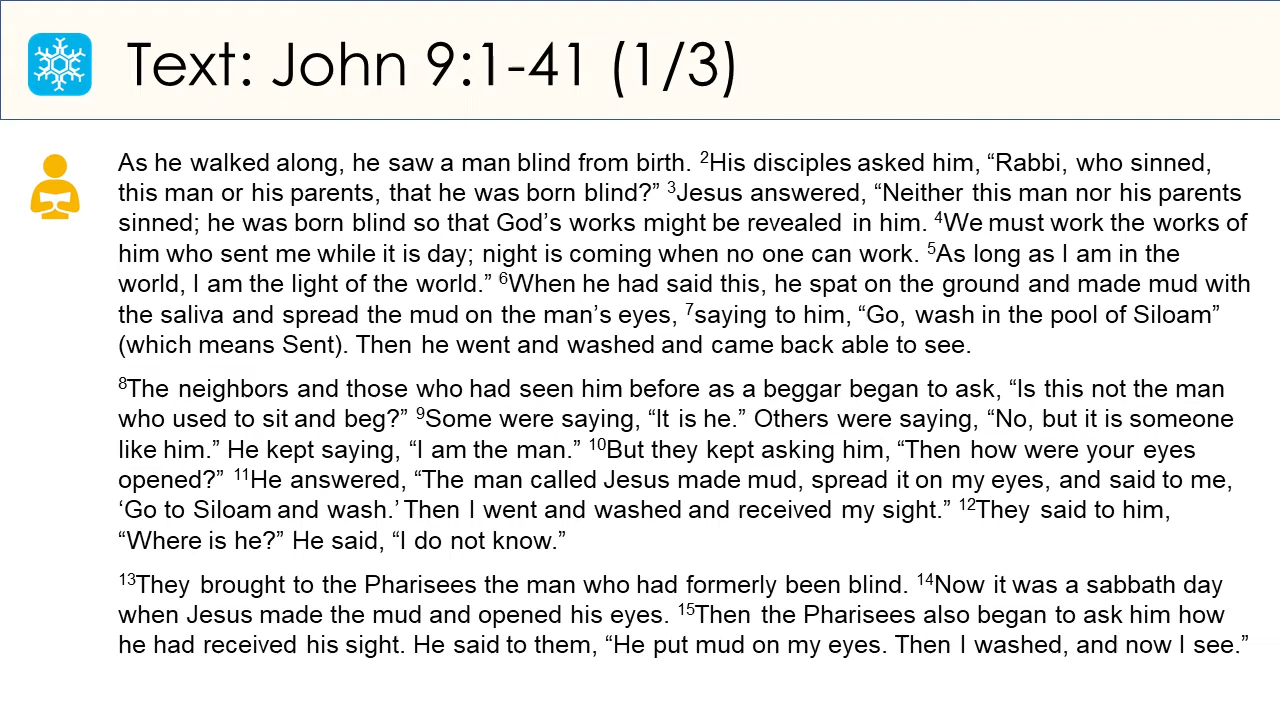 Text: John 9:1-41 (1/3)
As he walked along, he saw a man blind from birth. ²His disciples asked him, “Rabbi, who sinned,
this man or his parents, that he was born blind?” ³Jesus answered, “Neither this man nor his parents
sinned; he was born blind so that God’s works might be revealed in him. ⁴We must work the works of
him who sent me while it is day; night is coming when no one can work. ⁵As long as I am in the
world, I am the light of the world.” ⁶When he had said this, he spat on the ground and made mud with
the saliva and spread the mud on the man’s eyes, ⁷saying to him, “Go, wash in the pool of Siloam”
(which means Sent). Then he went and washed and came back able to see.
⁸The neighbors and those who had seen him before as a beggar began to ask, “Is this not the man
who used to sit and beg?” ⁹Some were saying, “It is he.” Others were saying, “No, but it is someone
like him.” He kept saying, “I am the man.” ¹⁰But they kept asking him, “Then how were your eyes
opened?” ¹¹He answered, “The man called Jesus made mud, spread it on my eyes, and said to me,
‘Go to Siloam and wash.’ Then I went and washed and received my sight.” ¹²They said to him,
“Where is he?” He said, “I do not know.”
¹³They brought to the Pharisees the man who had formerly been blind. ¹⁴Now it was a sabbath day
when Jesus made the mud and opened his eyes. ¹⁵Then the Pharisees also began to ask him how
he had received his sight. He said to them, “He put mud on my eyes. Then I washed, and now I see.”